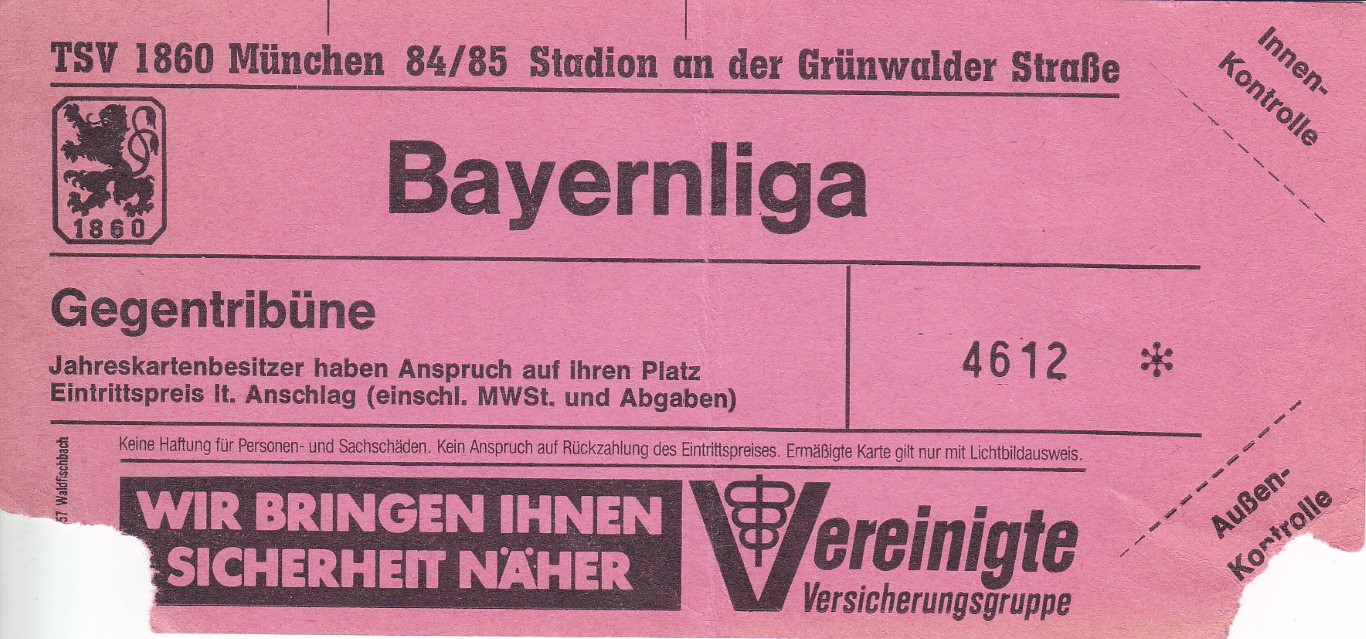 TSV 1860 München 84/85 Stadion an der Grünwalder Straße
Innen-
Kontrolle
1860
Bayernliga
Gegentribüne
Jahreskartenbesitzer haben Anspruch auf ihren Platz
Eintrittspreis lt. Anschlag (einschl. MWSt. und Abgaben)
4612 *
Keine Haftung für Personen- und Sachschäden. Kein Anspruch auf Rückzahlung des Eintrittspreises. Ermäßigte Karte gilt nur mit Lichtbildausweis.
57 Waldfischbach
WIR BRINGEN IHNEN
SICHERHEIT NÄHER
Vereinigte
Versicherungsgruppe
Außen-
Kontrolle